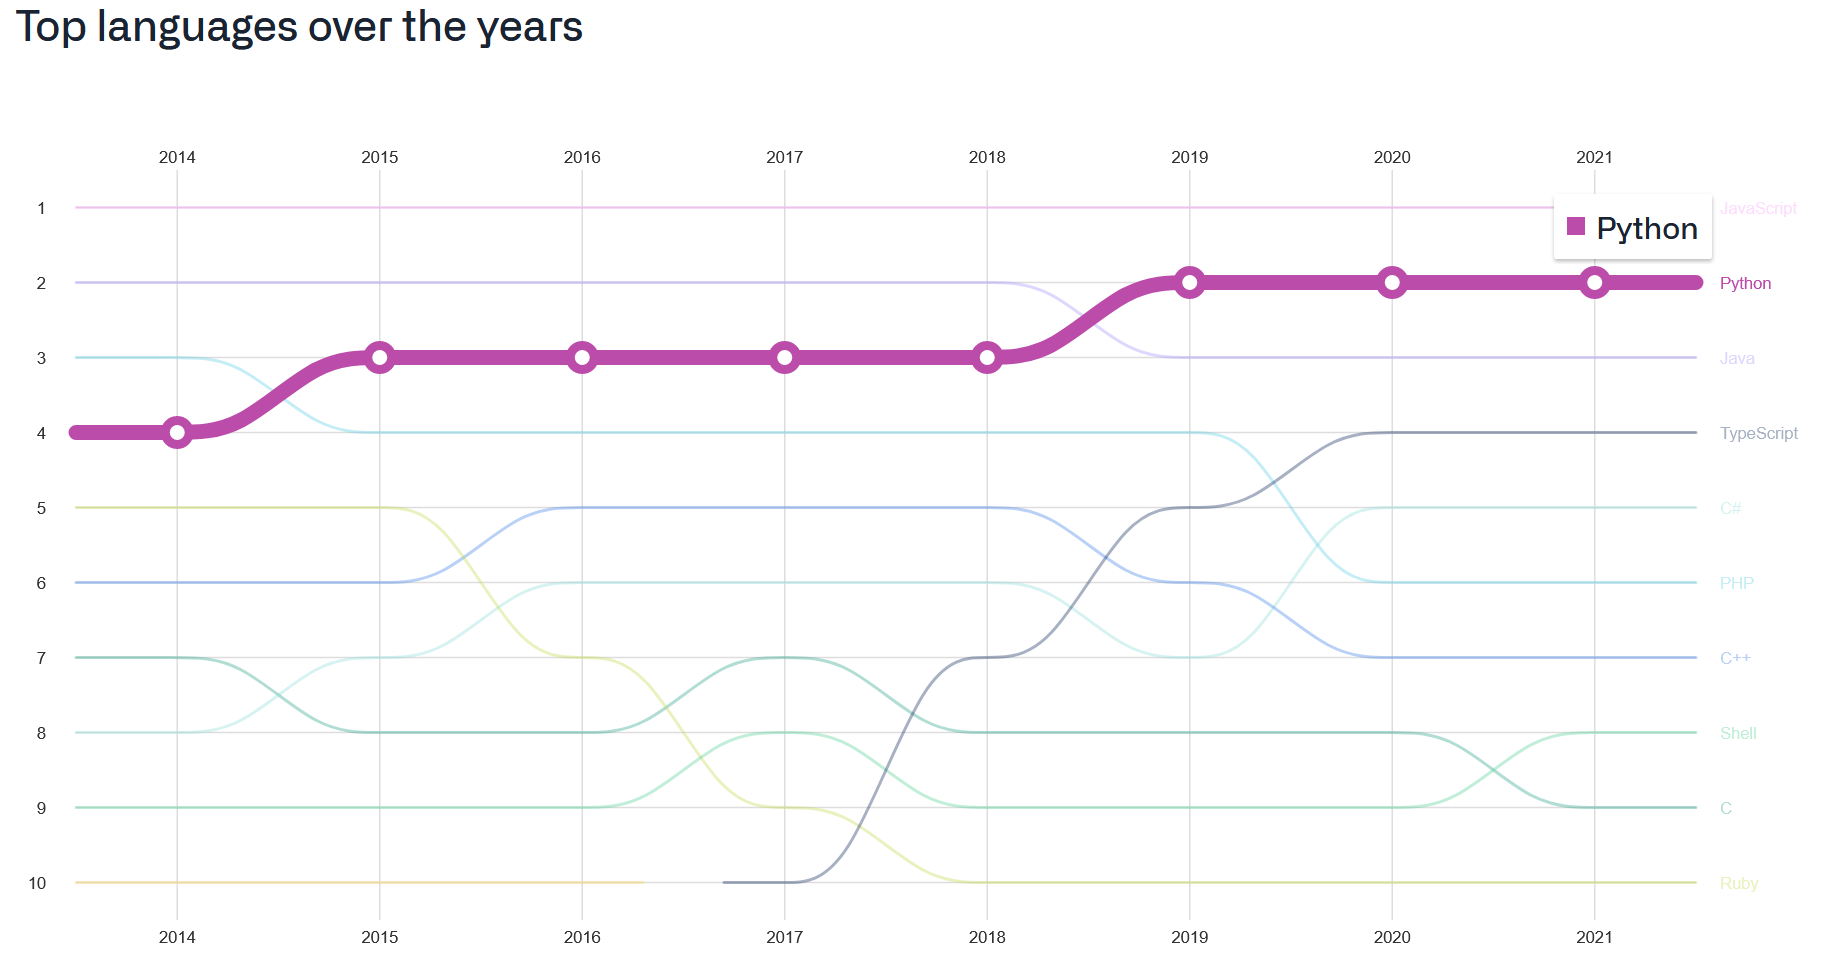 Top languages over the years
2014 2015 2016 2017 2018 2019 2020 2021
1 JavaScript
Python
2 Python
3 Java
4 TypeScript
5 C#
6 PHP
7 C++
8 Shell
9 C
10 Ruby
2014 2015 2016 2017 2018 2019 2020 2021